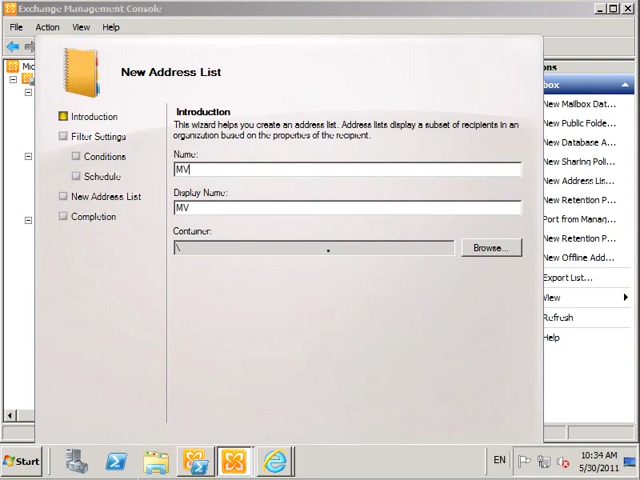 Exchange Management Console
File Action View Help
New Address List
Introduction
Filter Settings
Conditions
Schedule
New Address List
Completion
Introduction
This wizard helps you create an address list. Address lists display a subset of recipients in an
organization based on the properties of the recipient.
Name:
MV
Display Name:
MV
Container:
\
Browse...
Mic
ons
box
New Mailbox Dat...
New Public Folde...
New Database A...
New Sharing Poli...
New Address Lis...
New Retention P...
Port from Manag...
New Retention P...
New Offline Add...
Export List...
View
Refresh
Help
Start
EN
10:34 AM
5/30/2011